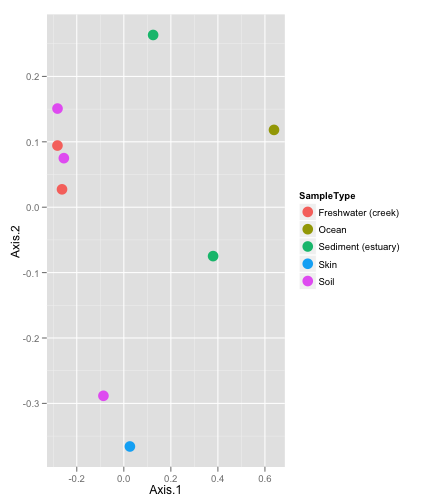 0.2
0.1
0.0
-0.1
-0.2
-0.3
Axis.2
-0.2 0.0 0.2 0.4 0.6
Axis.1
SampleType
Freshwater (creek)
Ocean
Sediment (estuary)
Skin
Soil